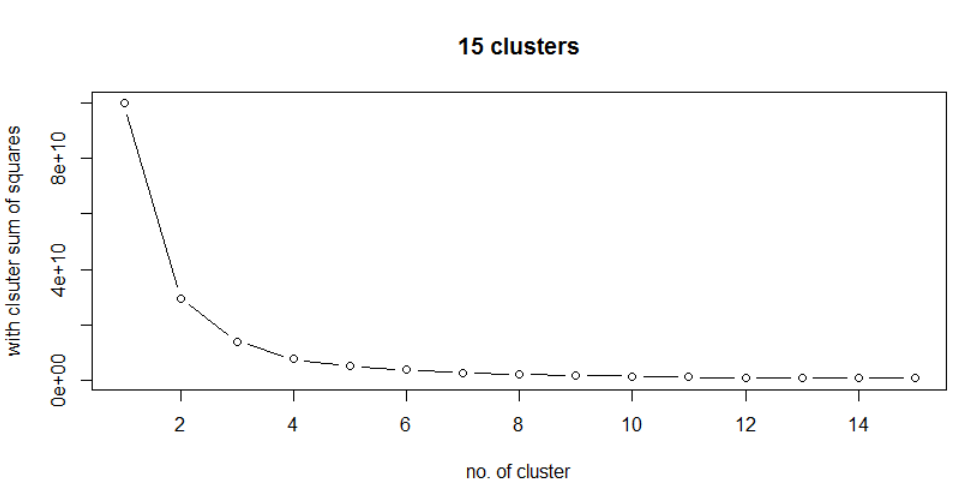 15 clusters
with clsuter sum of squares
8e+10
4e+10
0e+00
2 4 6 8 10 12 14
no. of cluster